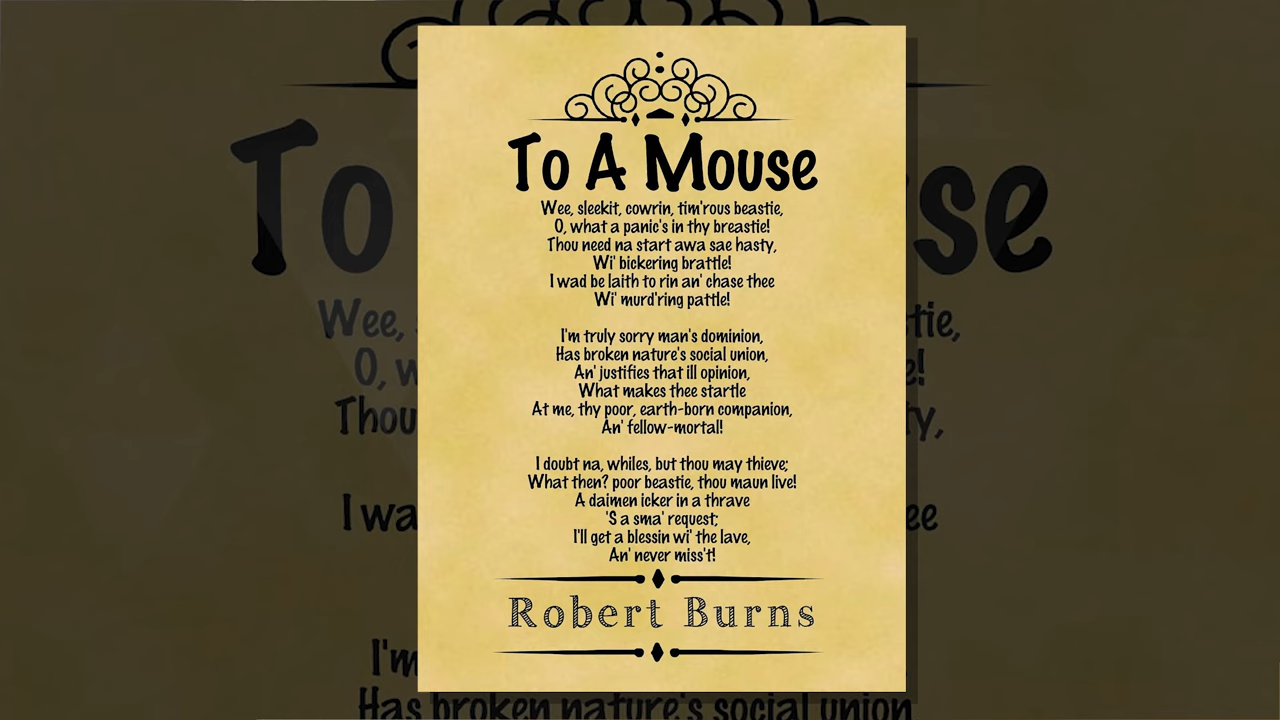 To A Mouse
Wee, sleekit, cowrin, tim'rous beastie,
O, what a panic's in thy breastie!
Thou need na start awa sae hasty,
Wi' bickering brattle!
I wad be laith to rin an' chase thee
Wi' murd'ring pattle!
I'm truly sorry man's dominion,
Has broken nature's social union,
An' justifies that ill opinion,
What makes thee startle
At me, thy poor, earth-born companion,
An' fellow-mortal!
I doubt na, whiles, but thou may thieve;
What then? poor beastie, thou maun live!
A daimen icker in a thrave
'S a sma' request;
I'll get a blessin wi' the lave,
An' never miss't!
Robert Burns